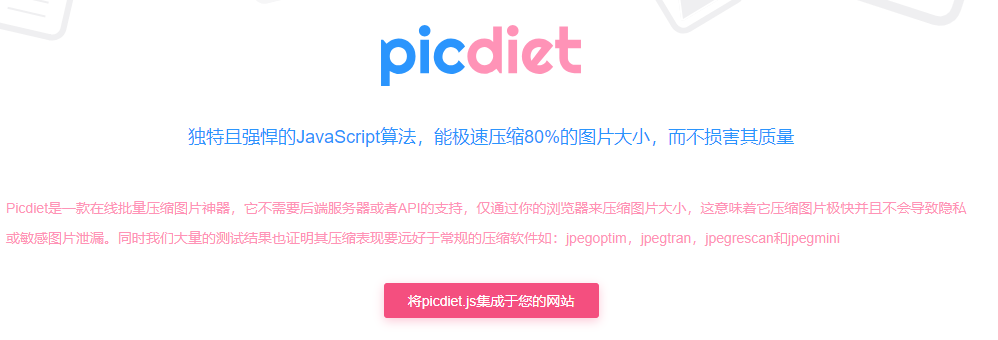 picdiet
独特且强悍的JavaScript算法，能极速压缩80%的图片大小，而不损害其质量
Picdiet是一款在线批量压缩图片神器，它不需要后端服务器或者API的支持，仅通过你的浏览器来压缩图片大小，这意味着它压缩图片极快并且不会导致隐私
或敏感图片泄漏。同时我们大量的测试结果也证明其压缩表现要远好于常规的压缩软件如：jpegoptim，jpegtran，jpegrescan和jpegmini
将picdiet.js集成于您的网站